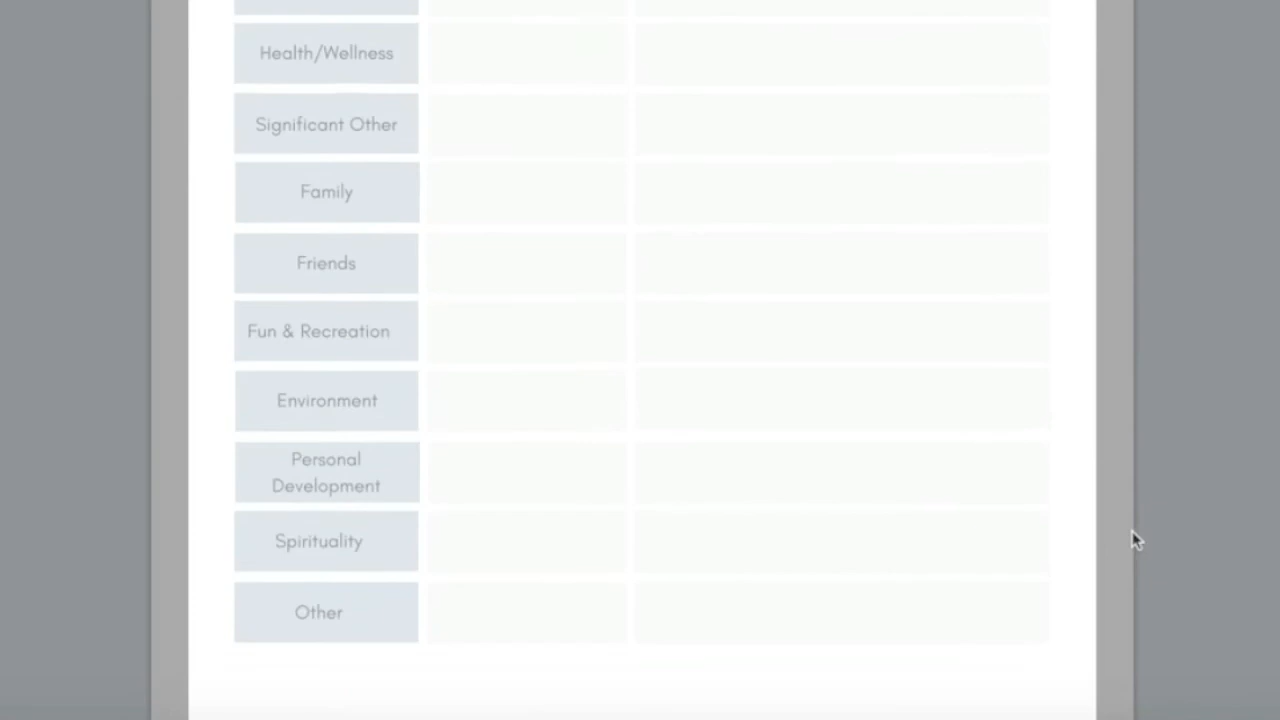 Health/Wellness
Significant Other
Family
Friends
Fun & Recreation
Environment
Personal
Development
Spirituality
Other